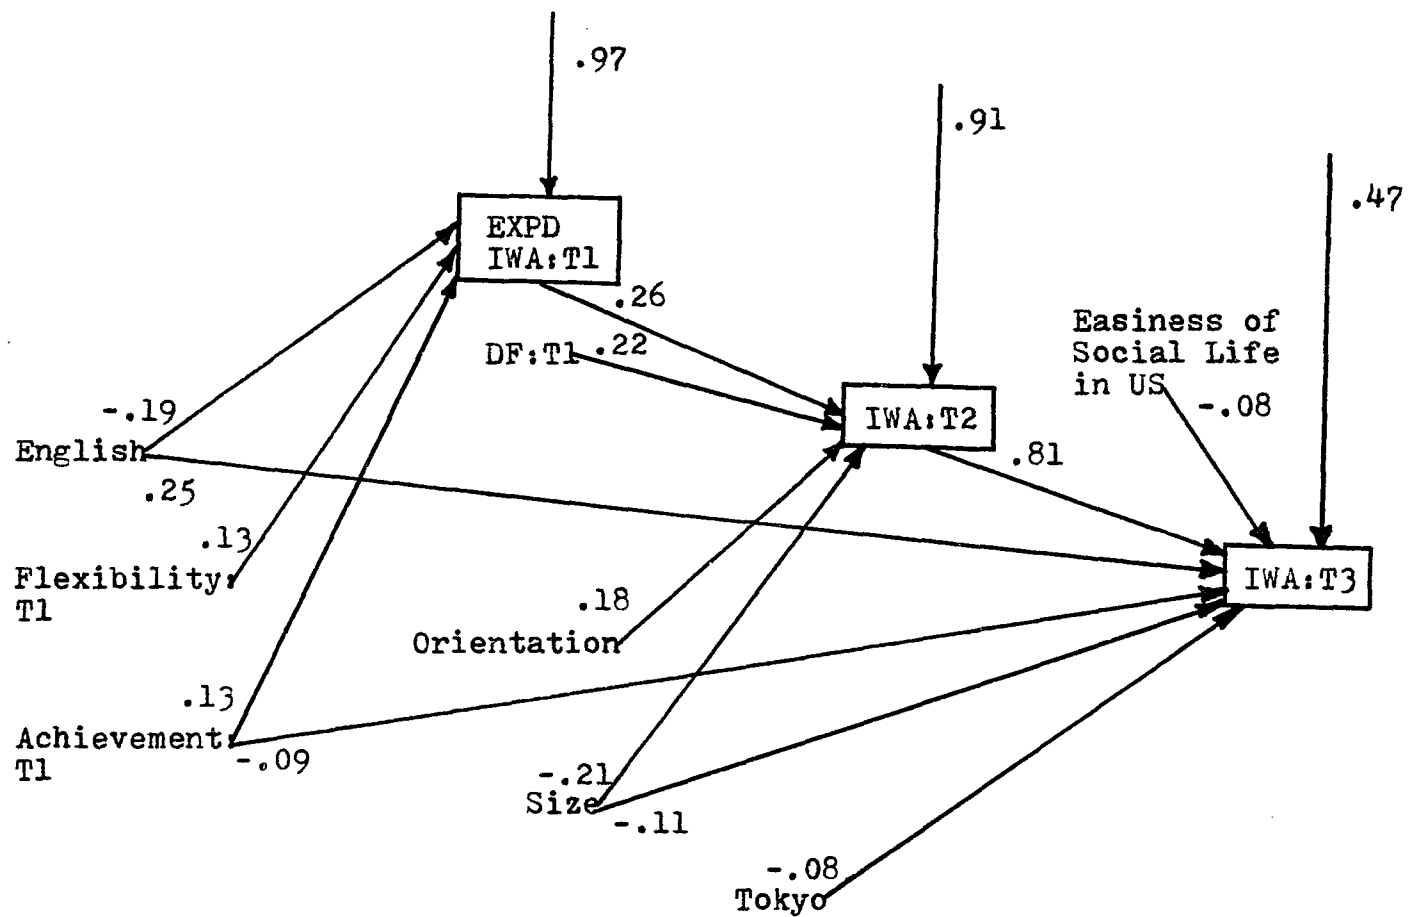 .97
.91
.47
EXPD
IWA:T1
.26
DF:T1 .22
Easiness of
Social Life
in US
-.08
-.19
English
.25
IWA:T2
.81
.13
Flexibility:
T1
IWA:T3
.18
Orientation
.13
Achievement:
T1
-.09
-.21
Size
-.11
-.08
Tokyo